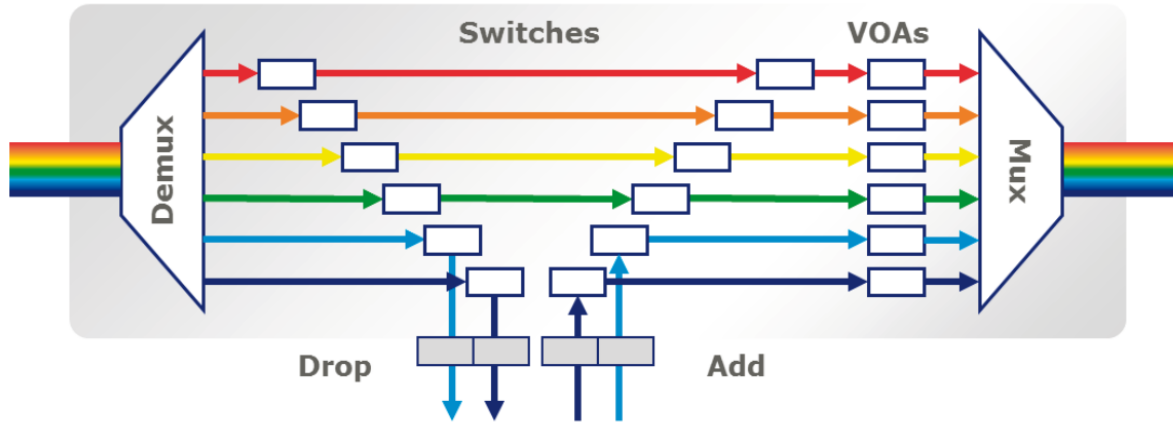 Switches
VOAs
Demux
Mux
Drop
Add